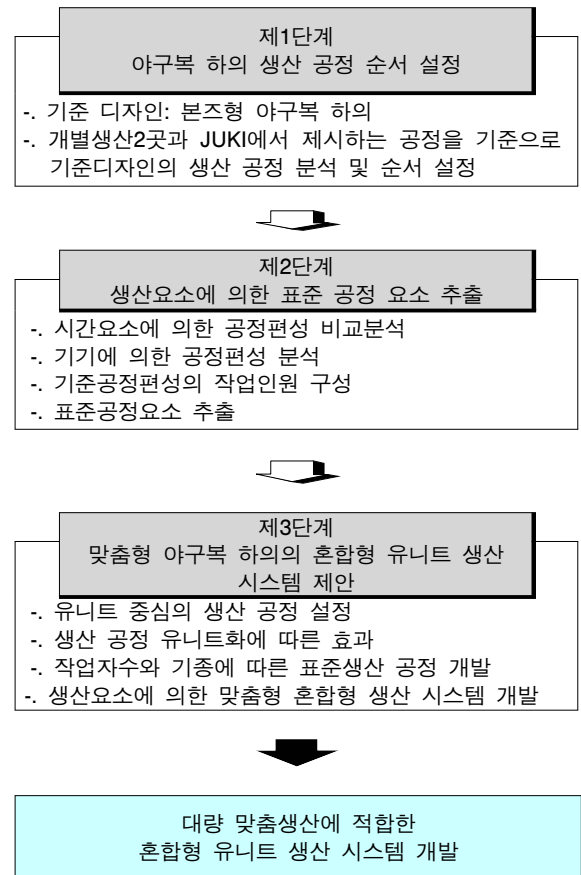 제1단계
야구복 하의 생산 공정 순서 설정
-. 기준 디자인: 본즈형 야구복 하의
-. 개별생산2곳과 JUKI에서 제시하는 공정을 기준으로
기준디자인의 생산 공정 분석 및 순서 설정
제2단계
생산요소에 의한 표준 공정 요소 추출
-. 시간요소에 의한 공정편성 비교분석
-. 기기에 의한 공정편성 분석
-. 기준공정편성의 작업인원 구성
-. 표준공정요소 추출
제3단계
맞춤형 야구복 하의의 혼합형 유니트 생산
시스템 제안
-. 유니트 중심의 생산 공정 설정
-. 생산 공정 유니트화에 따른 효과
-. 작업자수와 기종에 따른 표준생산 공정 개발
-. 생산요소에 의한 맞춤형 혼합형 생산 시스템 개발
대량 맞춤생산에 적합한
혼합형 유니트 생산 시스템 개발